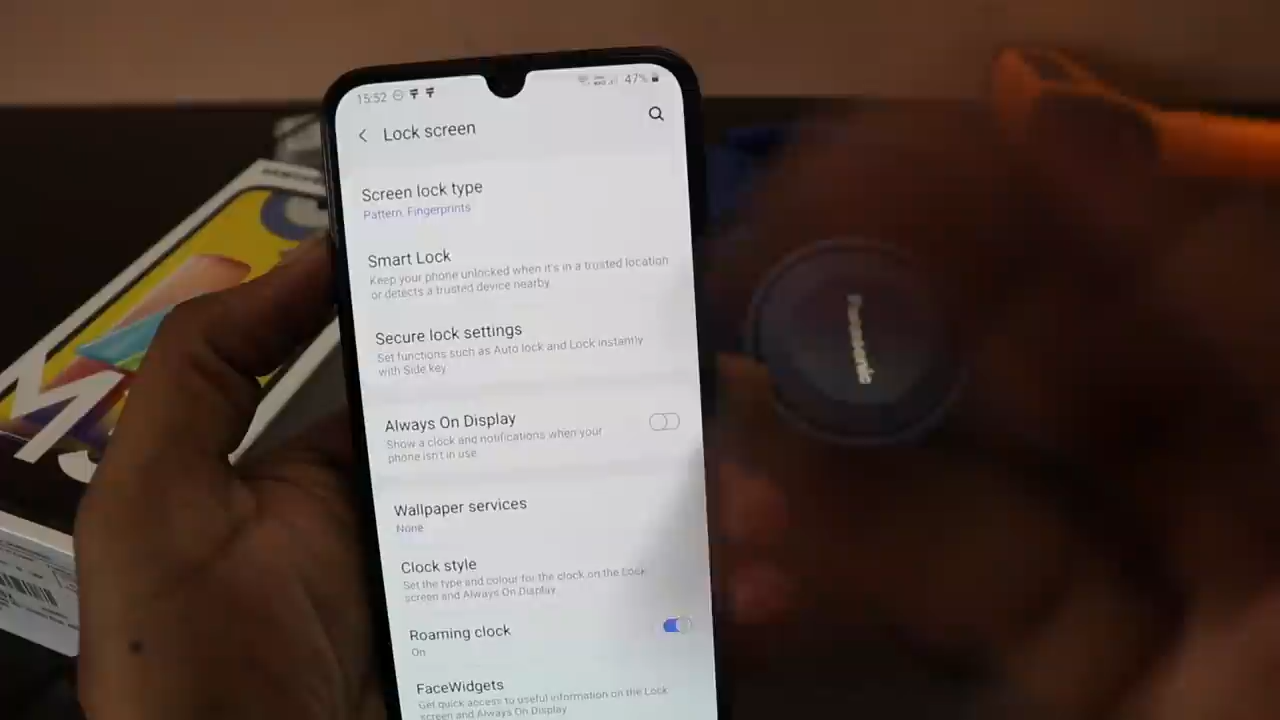 15:52
47%
Lock screen
Screen lock type
Pattern, Fingerprints
Smart Lock
Keep your phone unlocked when it's in a trusted location
or detects a trusted device nearby.
Secure lock settings
Set functions such as Auto lock and Lock instantly
with Side key.
Always On Display
Show a clock and notifications when your
phone isn't in use.
Wallpaper services
None
Clock style
Set the type and colour for the clock on the Lock
screen and Always On Display.
Roaming clock
On
FaceWidgets
Get quick access to useful information on the Lock
screen and Always On Display.
Panasonic